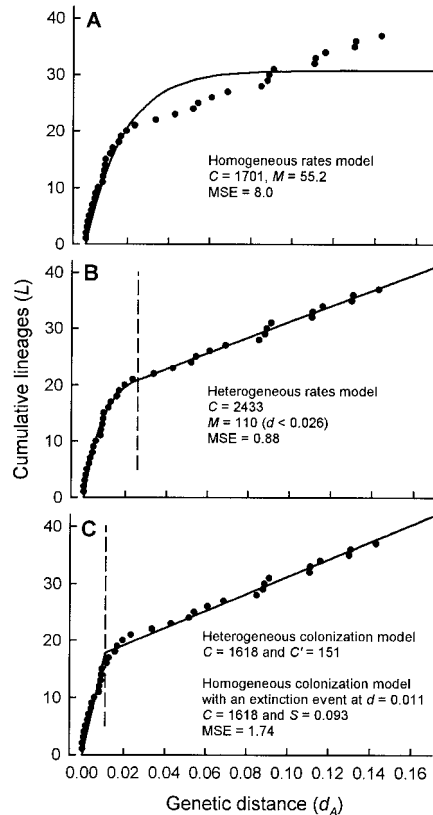 A
40
30
20
10
0
Homogeneous rates model
C = 1701, M = 55.2
MSE = 8.0
B
40
30
20
10
0
Heterogeneous rates model
C = 2433
M = 110 (d < 0.026)
MSE = 0.88
Cumulative lineages (L)
C
40
30
20
10
0
Heterogeneous colonization model
C = 1618 and C' = 151
Homogeneous colonization model
with an extinction event at d = 0.011
C = 1618 and S = 0.093
MSE = 1.74
0.00 0.02 0.04 0.06 0.08 0.10 0.12 0.14 0.16
Genetic distance (dA)